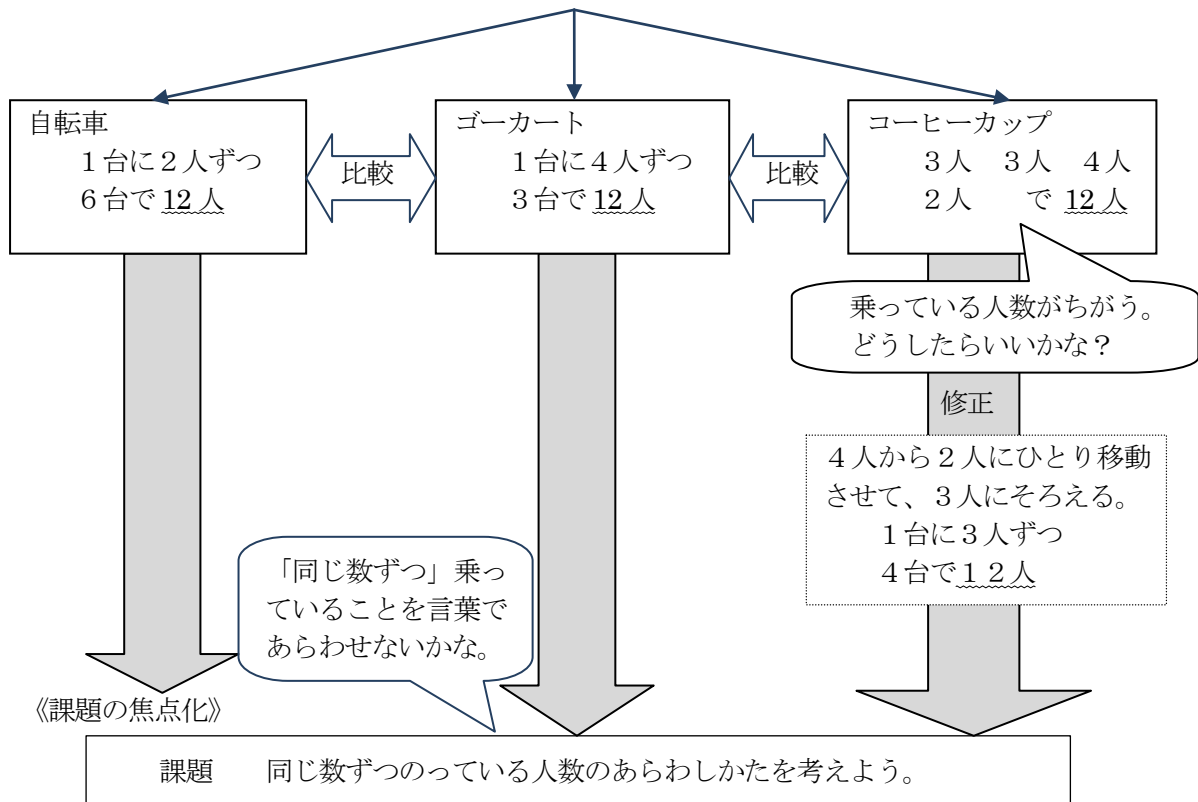 自転車
1台に2人ずつ
6台で12人
比較
ゴーカート
1台に4人ずつ
3台で12人
比較
コーヒーカップ
3人 3人 4人
2人 で12人
乗っている人数がちがう。
どうしたらいいかな？
修正
4人から2人にひとり移動
させて、3人にそろえる。
1台に3人ずつ
4台で12人
「同じ数ずつ」乗っ
ていることを言葉で
あらわせないかな。
《課題の焦点化》
課題 同じ数ずつのっている人数のあらわしかたを考えよう。